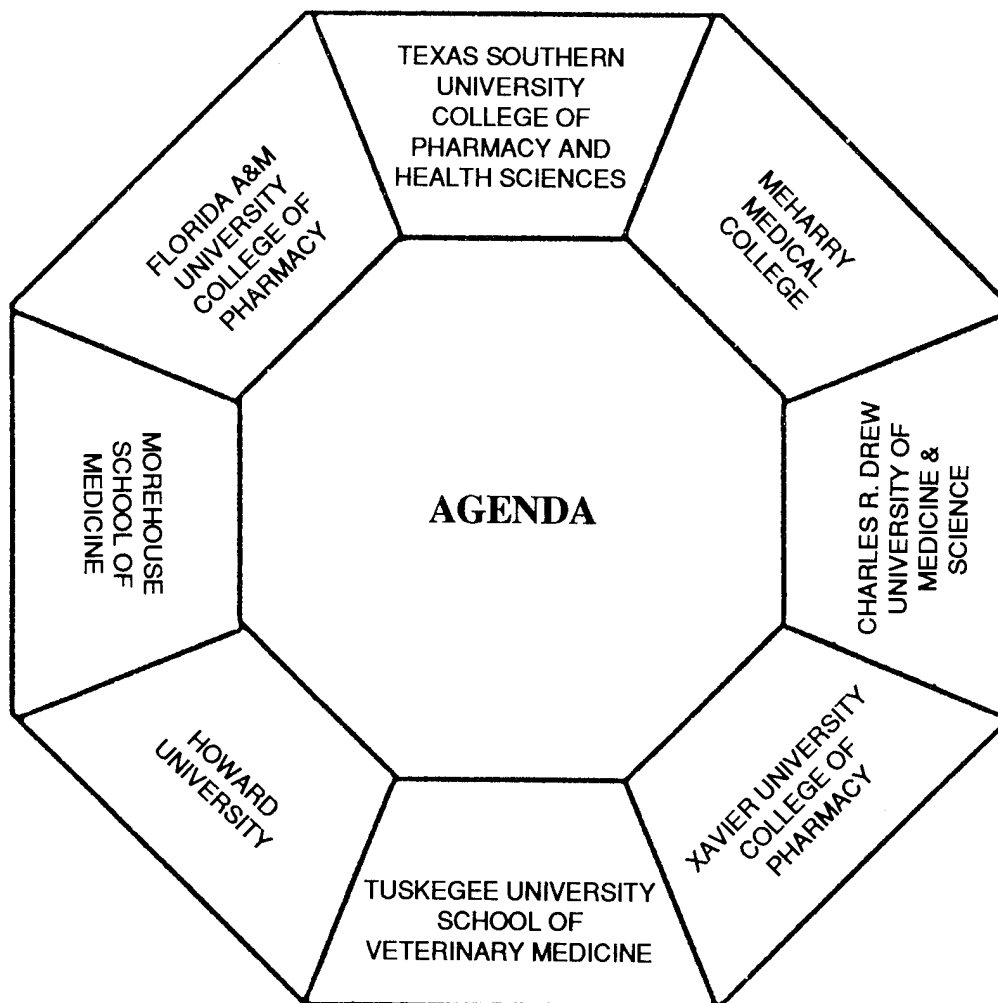 TEXAS SOUTHERN
UNIVERSITY
COLLEGE OF
PHARMACY AND
HEALTH SCIENCES
MEHARRY
MEDICAL
COLLEGE
CHARLES R. DREW
UNIVERSITY OF
MEDICINE &
SCIENCE
XAVIER UNIVERSITY
COLLEGE OF
PHARMACY
TUSKEGEE UNIVERSITY
SCHOOL OF
VETERINARY MEDICINE
HOWARD
UNIVERSITY
MOREHOUSE
SCHOOL OF
MEDICINE
FLORIDA A&M
UNIVERSITY
COLLEGE OF
PHARMACY
AGENDA